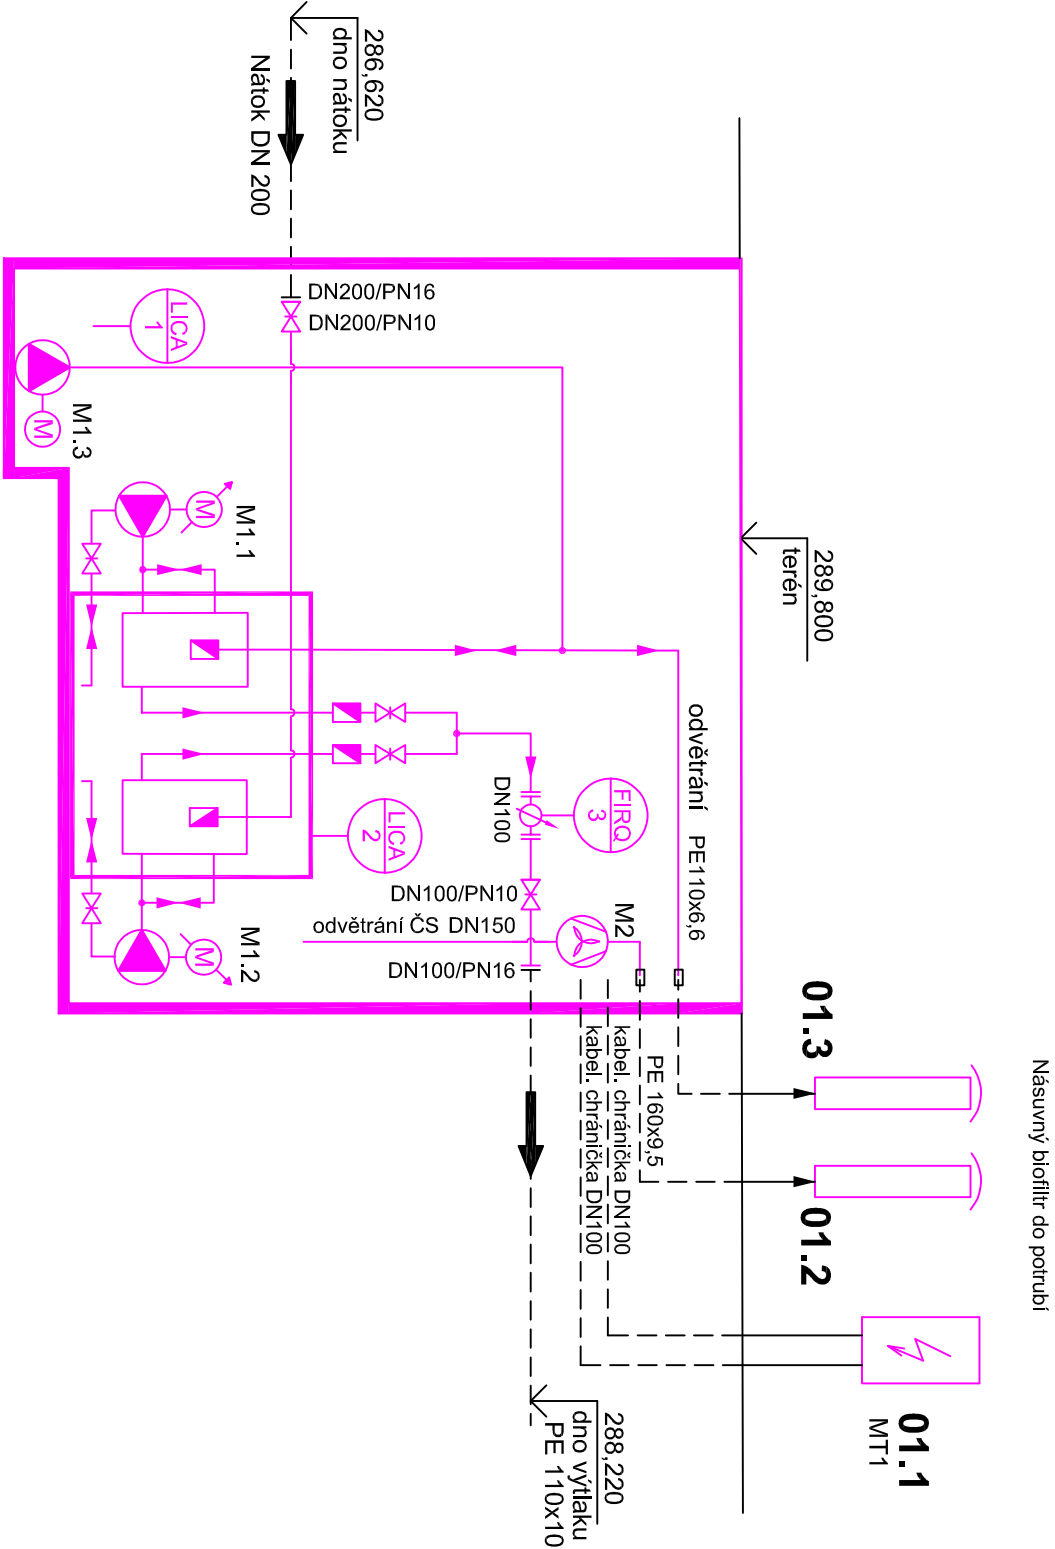 286,620
dno nátoku
Nátok DN 200
DN200/PN16
DN200/PN10
LICA
1
M
M1.3
M
M1.1
289,800
terén
odvětrání PE110x6,6
FIRQ
3
DN100
LICA
2
DN100/PN10
odvětrání ČS DN150
DN100/PN16
M2
M
M1.2
01.3
01.2
Násuvný biofiltr do potrubí
PE 160x9,5
kabel. chránička DN100
kabel. chránička DN100
01.1
MT1
288,220
dno výtlaku
PE 110x10